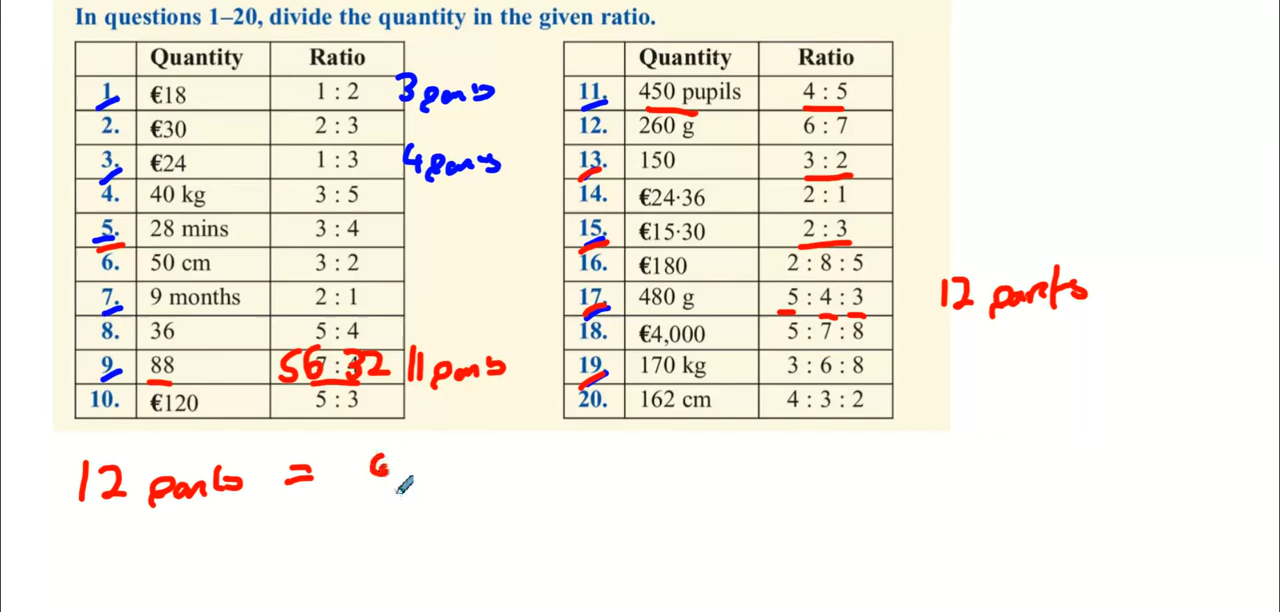 In questions 1–20, divide the quantity in the given ratio.
Quantity Ratio
1. €18 1 : 2 3 parts
2. €30 2 : 3
3. €24 1 : 3 4 parts
4. 40 kg 3 : 5
5. 28 mins 3 : 4
6. 50 cm 3 : 2
7. 9 months 2 : 1
8. 36 5 : 4
9. 88 56 32 11 parts
10. €120 5 : 3
Quantity Ratio
11. 450 pupils 4 : 5
12. 260 g 6 : 7
13. 150 3 : 2
14. €24·36 2 : 1
15. €15·30 2 : 3
16. €180 2 : 8 : 5
17. 480 g 5 : 4 : 3 12 parts
18. €4,000 5 : 7 : 8
19. 170 kg 3 : 6 : 8
20. 162 cm 4 : 3 : 2
12 parts =